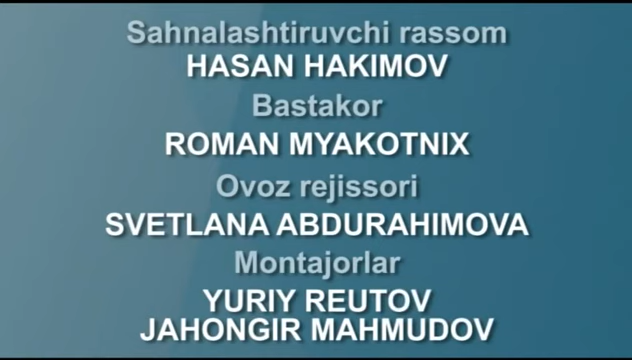 Sahnalashtiruvchi rassom
HASAN HAKIMOV
Bastakor
ROMAN MYAKOTNIX
Ovoz rejissori
SVETLANA ABDURAHIMOVA
Montajorlar
YURIY REUTOV
JAHONGIR MAHMUDOV